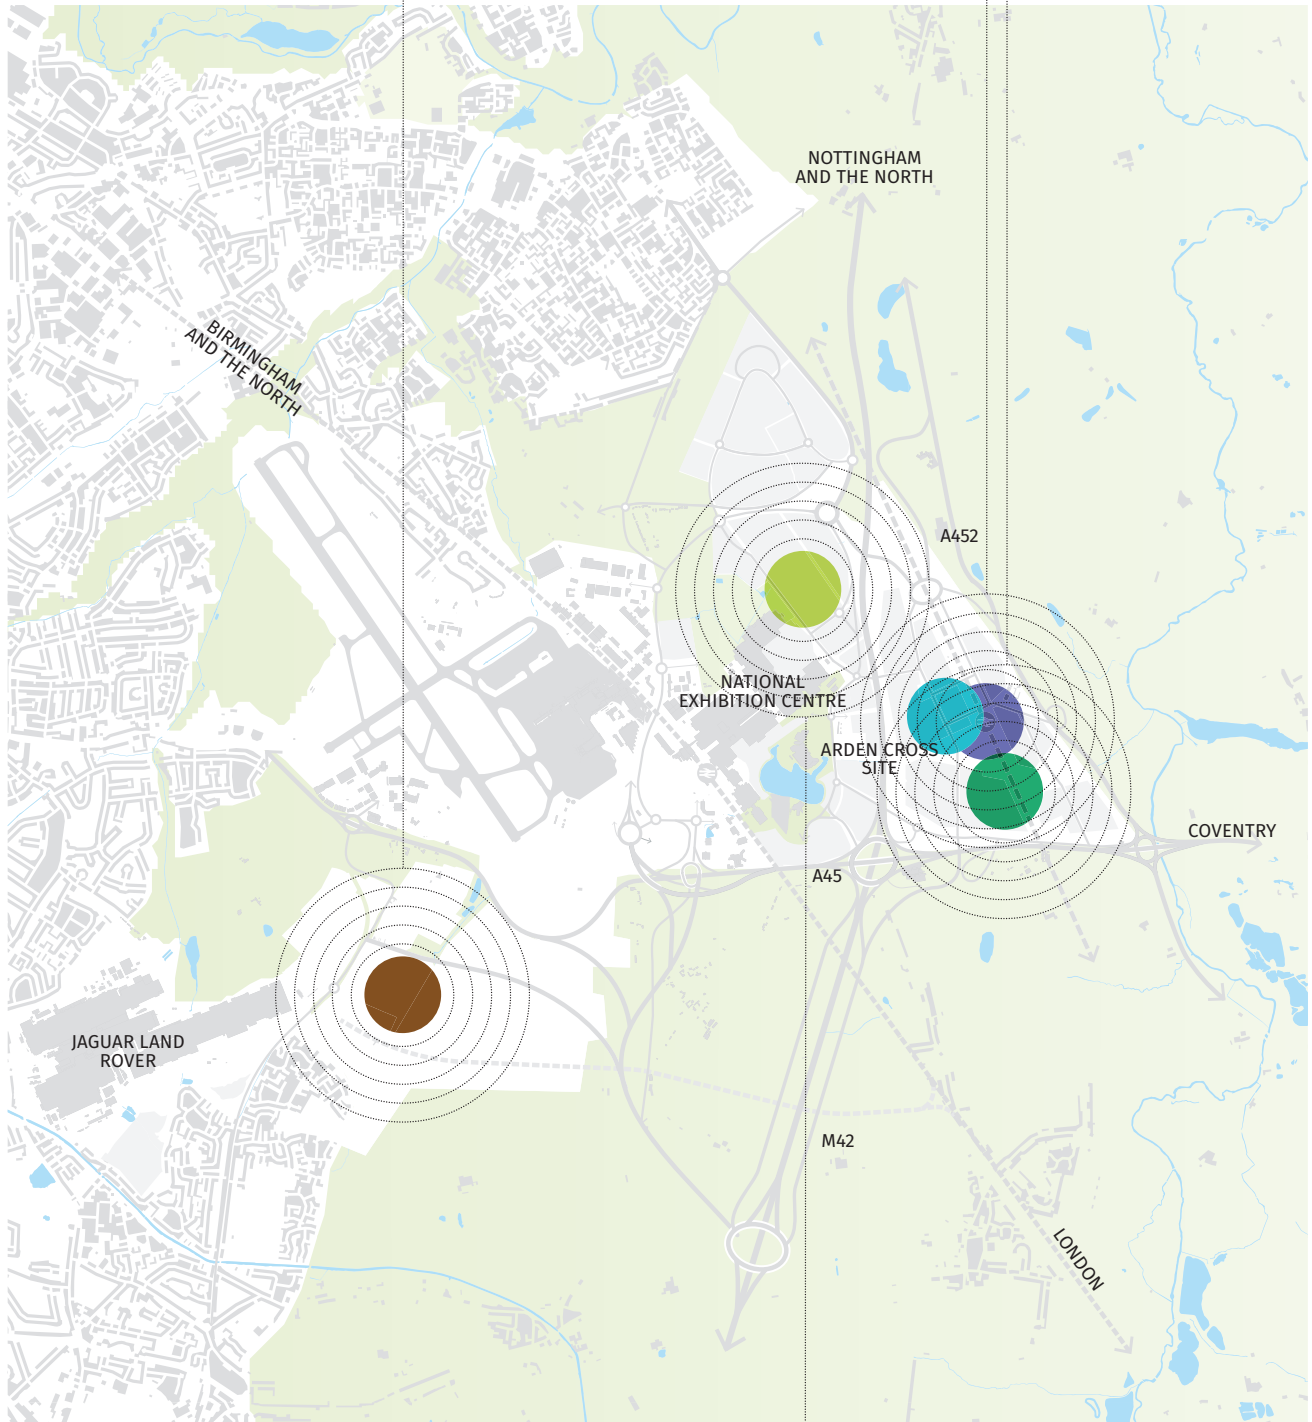 NOTTINGHAM
AND THE NORTH
BIRMINGHAM
AND THE NORTH
A452
NATIONAL
EXHIBITION CENTRE
ARDEN CROSS
SITE
COVENTRY
A45
JAGUAR LAND
ROVER
M42
LONDON